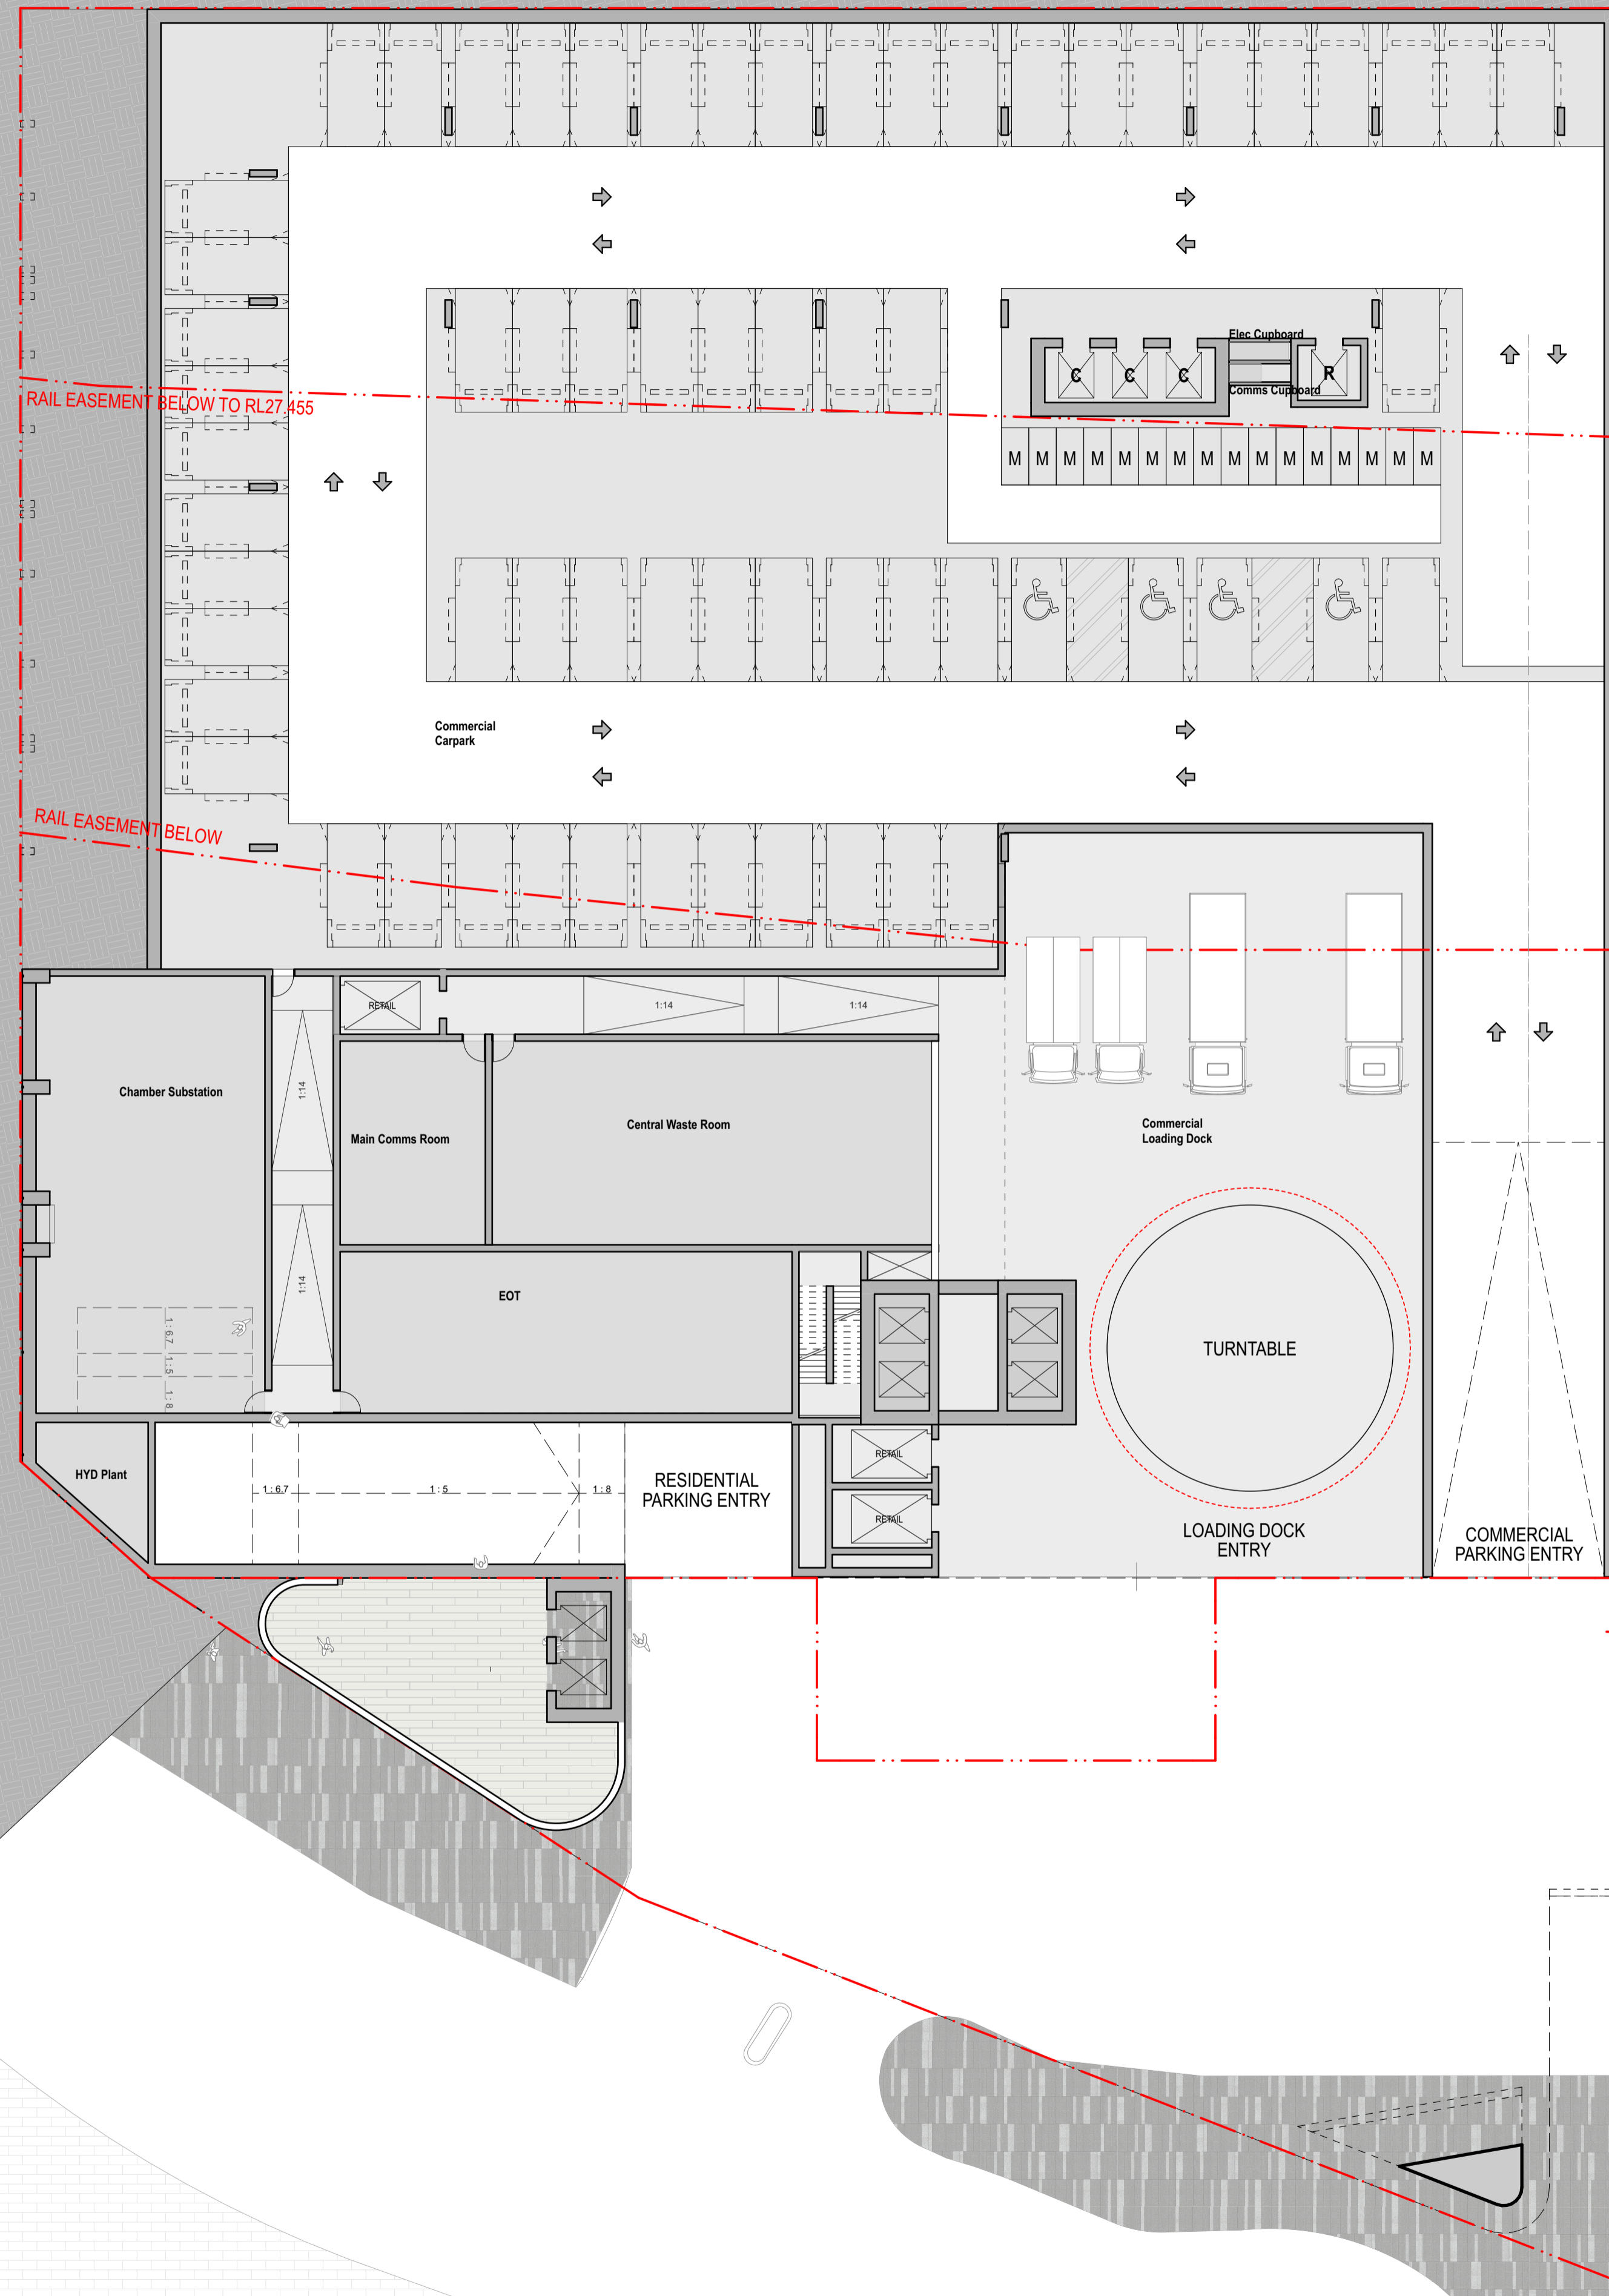 Elec Cupboard
C C C R
Comms Cupboard
RAIL EASEMENT BELOW TO RL27.455
M M M M M M M M M M M M M M M M
Commercial
Carpark
RAIL EASEMENT BELOW
RETAIL
1:14
1:14
Chamber Substation
1:14
Main Comms Room
Central Waste Room
Commercial
Loading Dock
1:14
EOT
1 : 6.7
1 : 5
1 : 8
TURNTABLE
HYD Plant
1 : 6.7
1 : 5
1 : 8
RESIDENTIAL
PARKING ENTRY
RETAIL
RETAIL
LOADING DOCK
ENTRY
COMMERCIAL
PARKING ENTRY